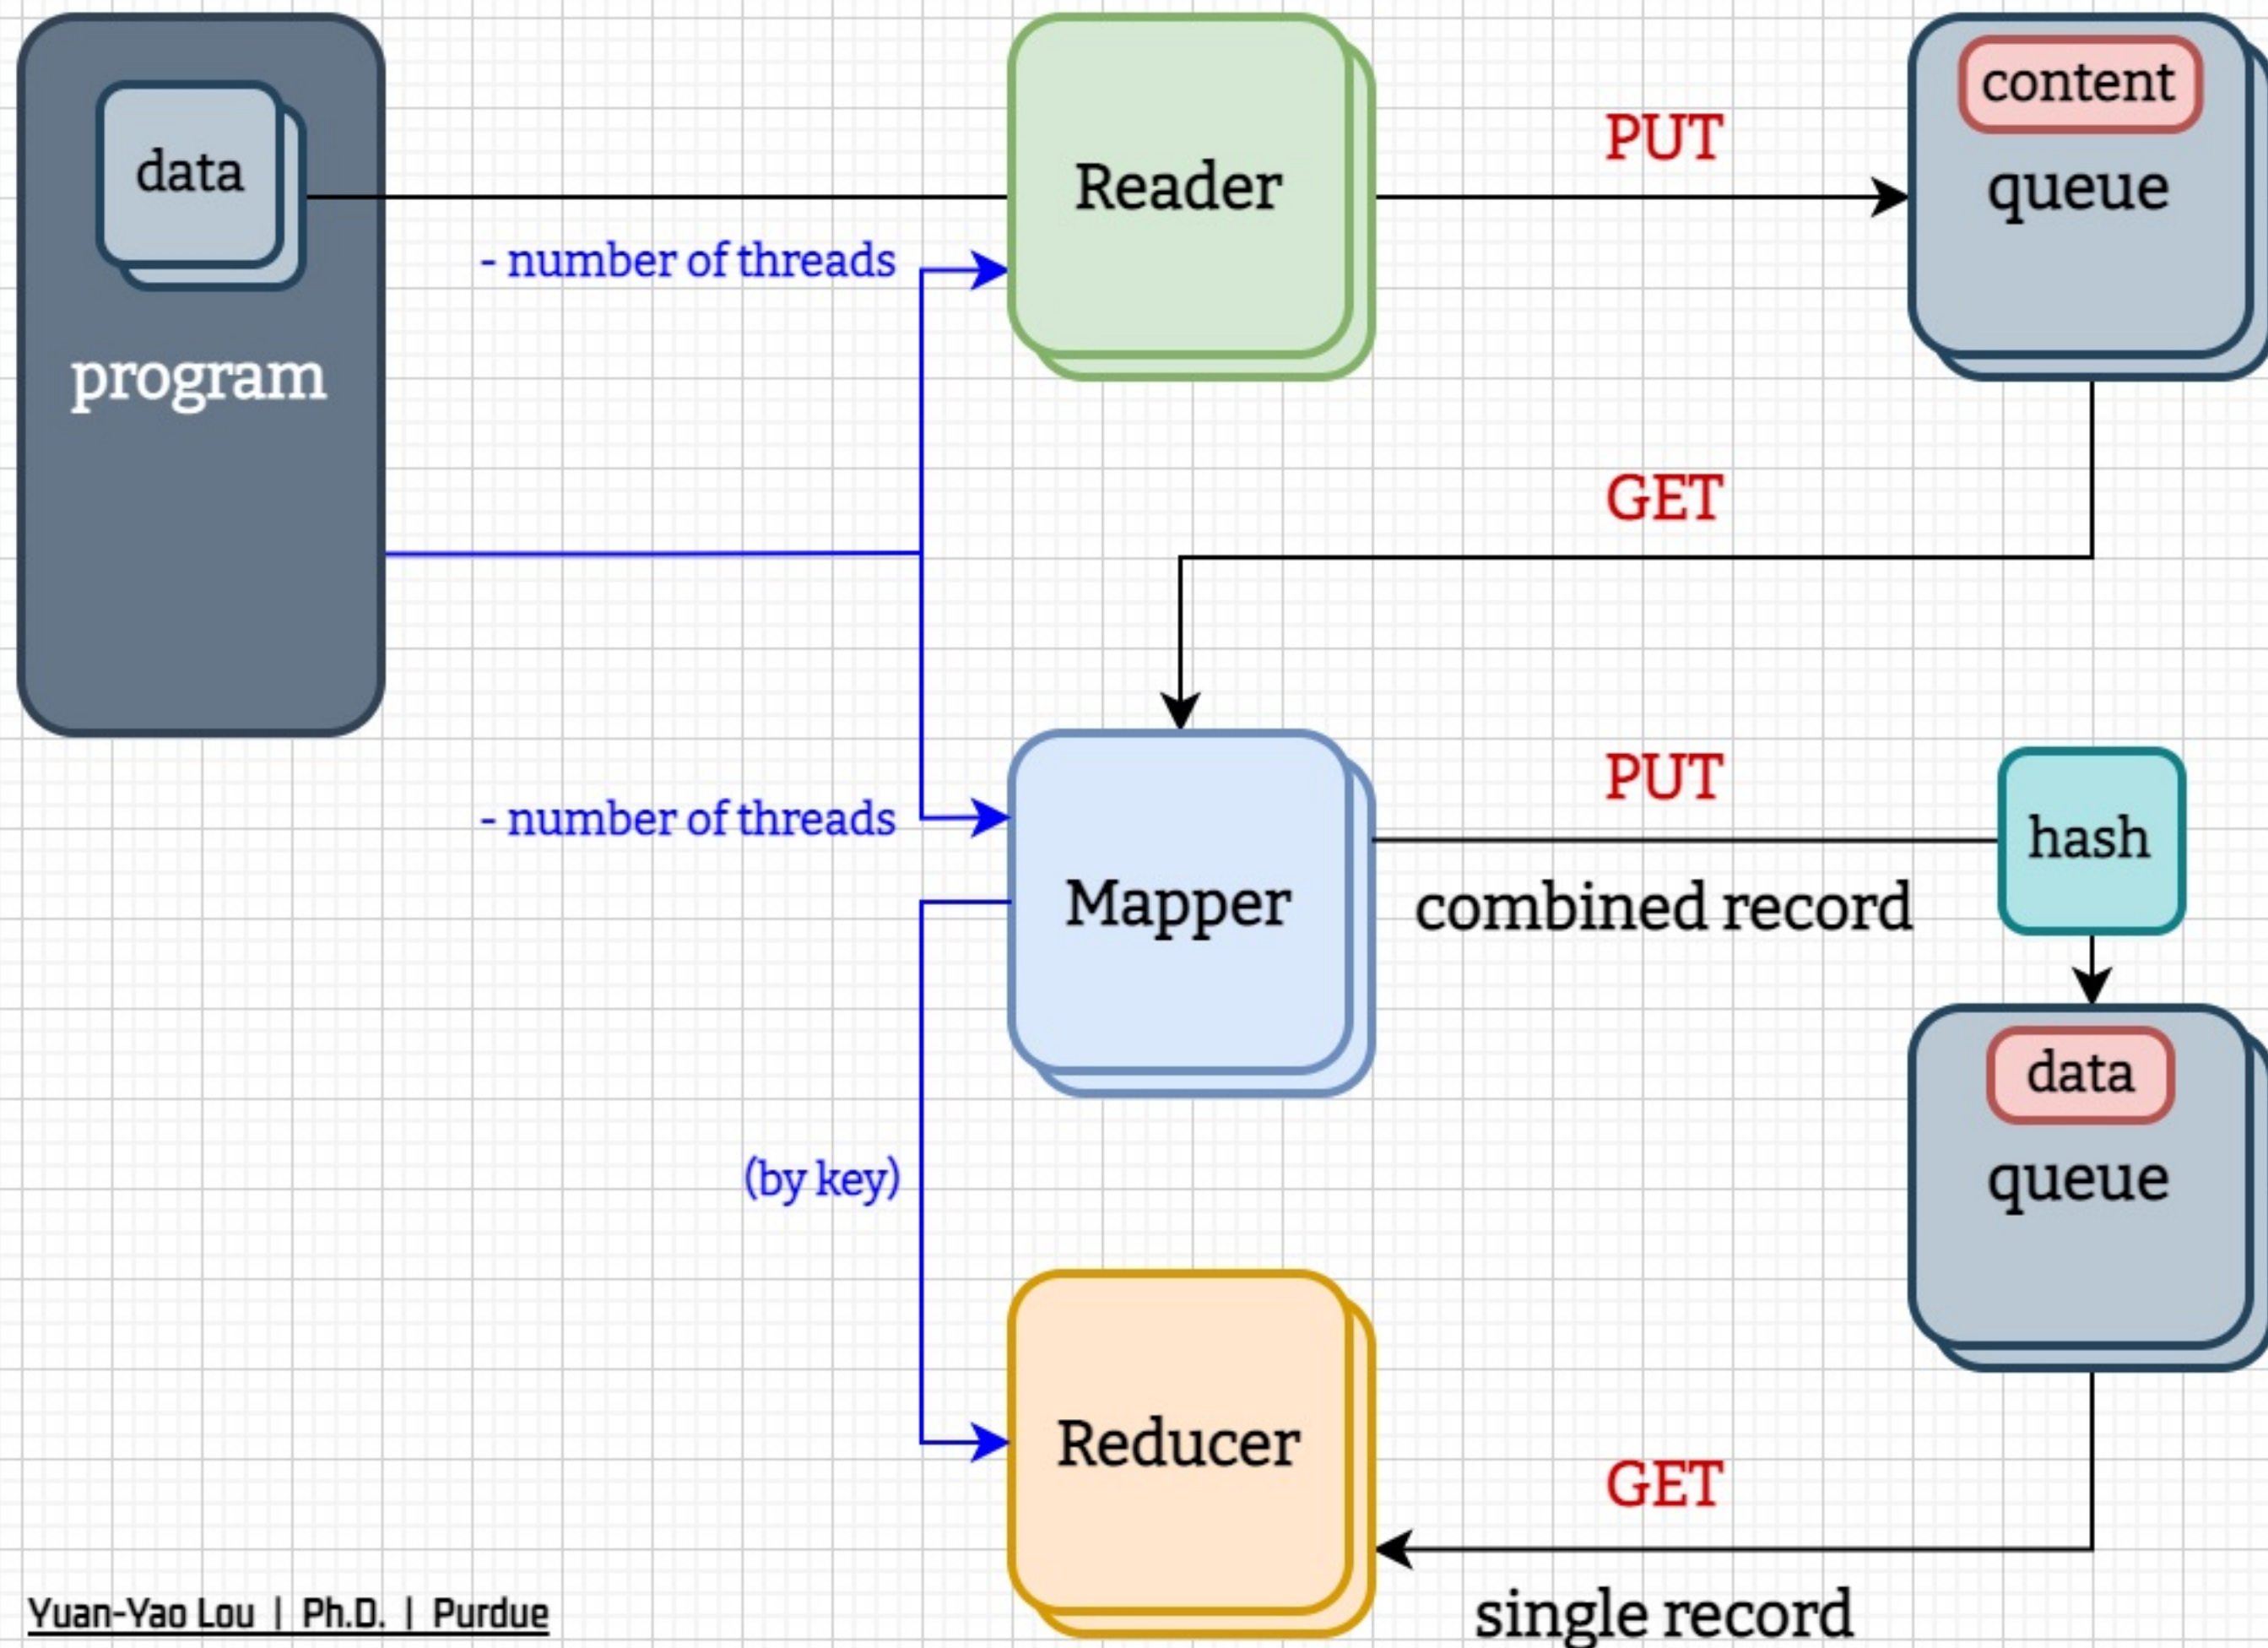 data
program
- number of threads
Reader
PUT
content
queue
GET
- number of threads
Mapper
PUT
combined record
hash
data
queue
(by key)
Reducer
GET
single record
Yuan-Yao Lou | Ph.D. | Purdue